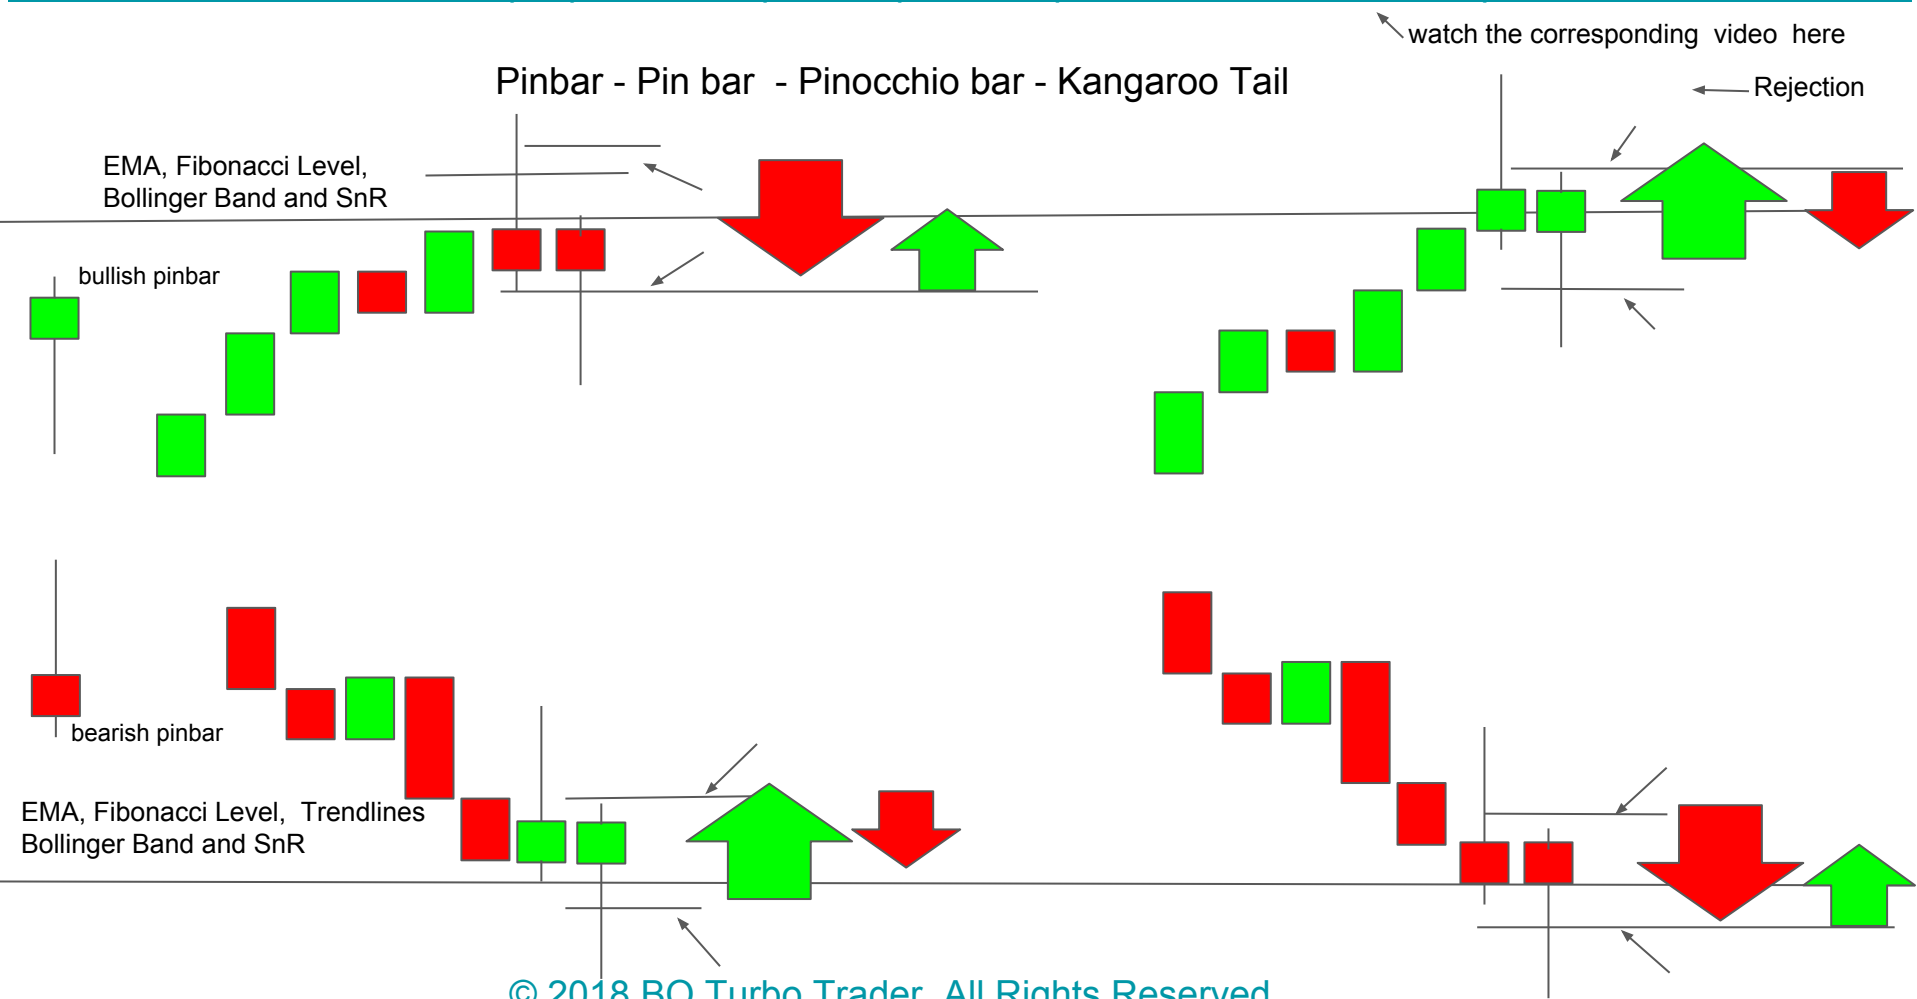 watch the corresponding video here
Pinbar - Pin bar - Pinocchio bar - Kangaroo Tail
Rejection
EMA, Fibonacci Level,
Bollinger Band and SnR
bullish pinbar
bearish pinbar
EMA, Fibonacci Level, Trendlines
Bollinger Band and SnR
© 2018 BO Turbo Trader All Rights Reserved